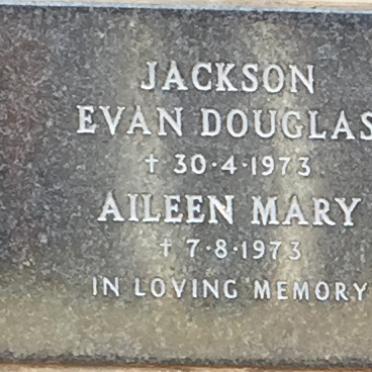 JACKSON
EVAN DOUGLAS
† 30·4·1973
AILEEN MARY
† 7·8·1973
IN LOVING MEMORY